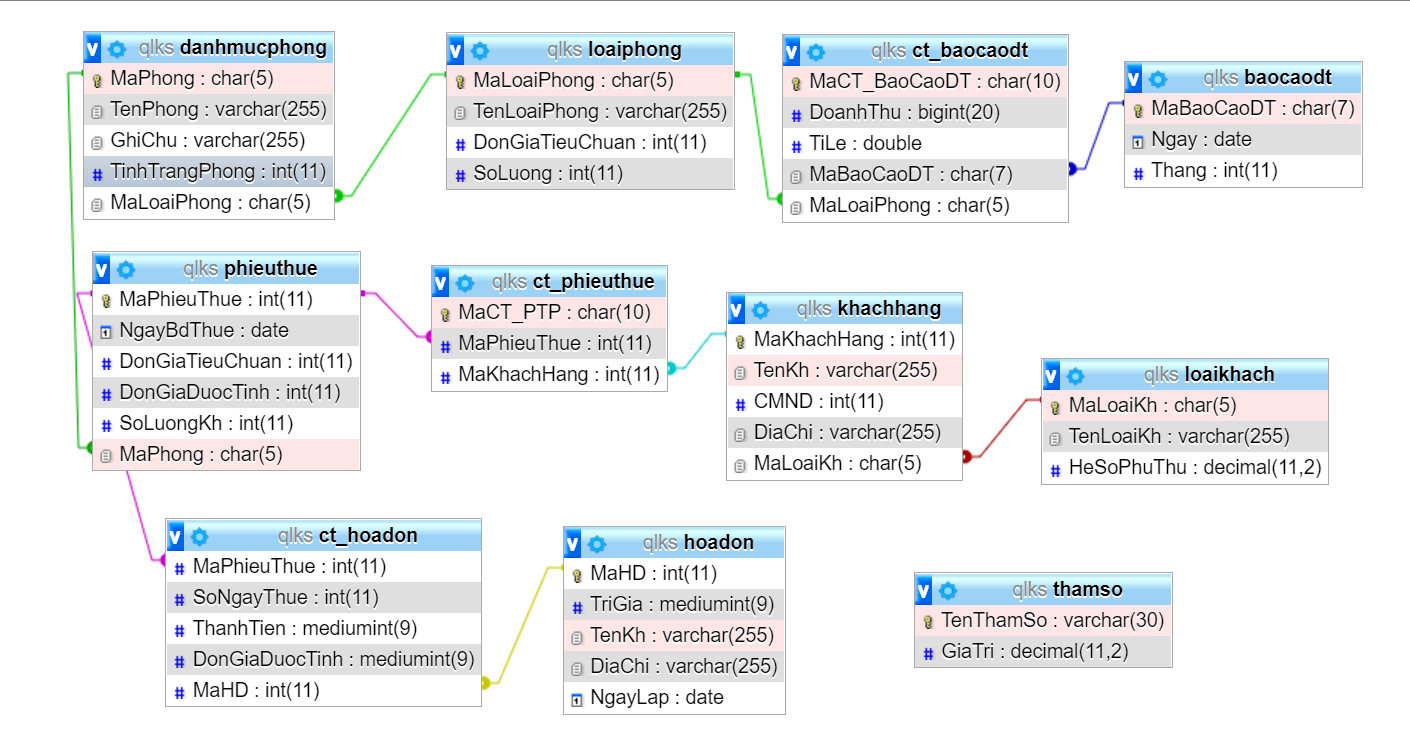 V qlks danhmucphong
MaPhong : char(5)
TenPhong : varchar(255)
GhiChu : varchar(255)
# TinhTrangPhong : int(11)
MaLoaiPhong : char(5)
V qlks loaiphong
MaLoaiPhong : char(5)
TenLoaiPhong : varchar(255)
# DonGiaTieuChuan : int(11)
# SoLuong : int(11)
V qlks ct_baocaodt
MaCT_BaoCaoDT : char(10)
# DoanhThu : bigint(20)
# TiLe : double
MaBaoCaoDT : char(7)
MaLoaiPhong : char(5)
V qlks baocaodt
MaBaoCaoDT : char(7)
Ngay : date
# Thang : int(11)
V qlks phieuthue
MaPhieuThue : int(11)
NgayBdThue : date
# DonGiaTieuChuan : int(11)
# DonGiaDuocTinh : int(11)
# SoLuongKh : int(11)
MaPhong : char(5)
V qlks ct_phieuthue
MaCT_PTP : char(10)
# MaPhieuThue : int(11)
# MaKhachHang : int(11)
V qlks khachhang
MaKhachHang : int(11)
TenKh : varchar(255)
# CMND : int(11)
DiaChi : varchar(255)
MaLoaiKh : char(5)
V qlks loaikhach
MaLoaiKh : char(5)
TenLoaiKh : varchar(255)
# HeSoPhuThu : decimal(11,2)
V qlks ct_hoadon
# MaPhieuThue : int(11)
# SoNgayThue : int(11)
# ThanhTien : mediumint(9)
# DonGiaDuocTinh : mediumint(9)
# MaHD : int(11)
V qlks hoadon
MaHD : int(11)
# TriGia : mediumint(9)
TenKh : varchar(255)
DiaChi : varchar(255)
NgayLap : date
V qlks thamso
TenThamSo : varchar(30)
# GiaTri : decimal(11,2)